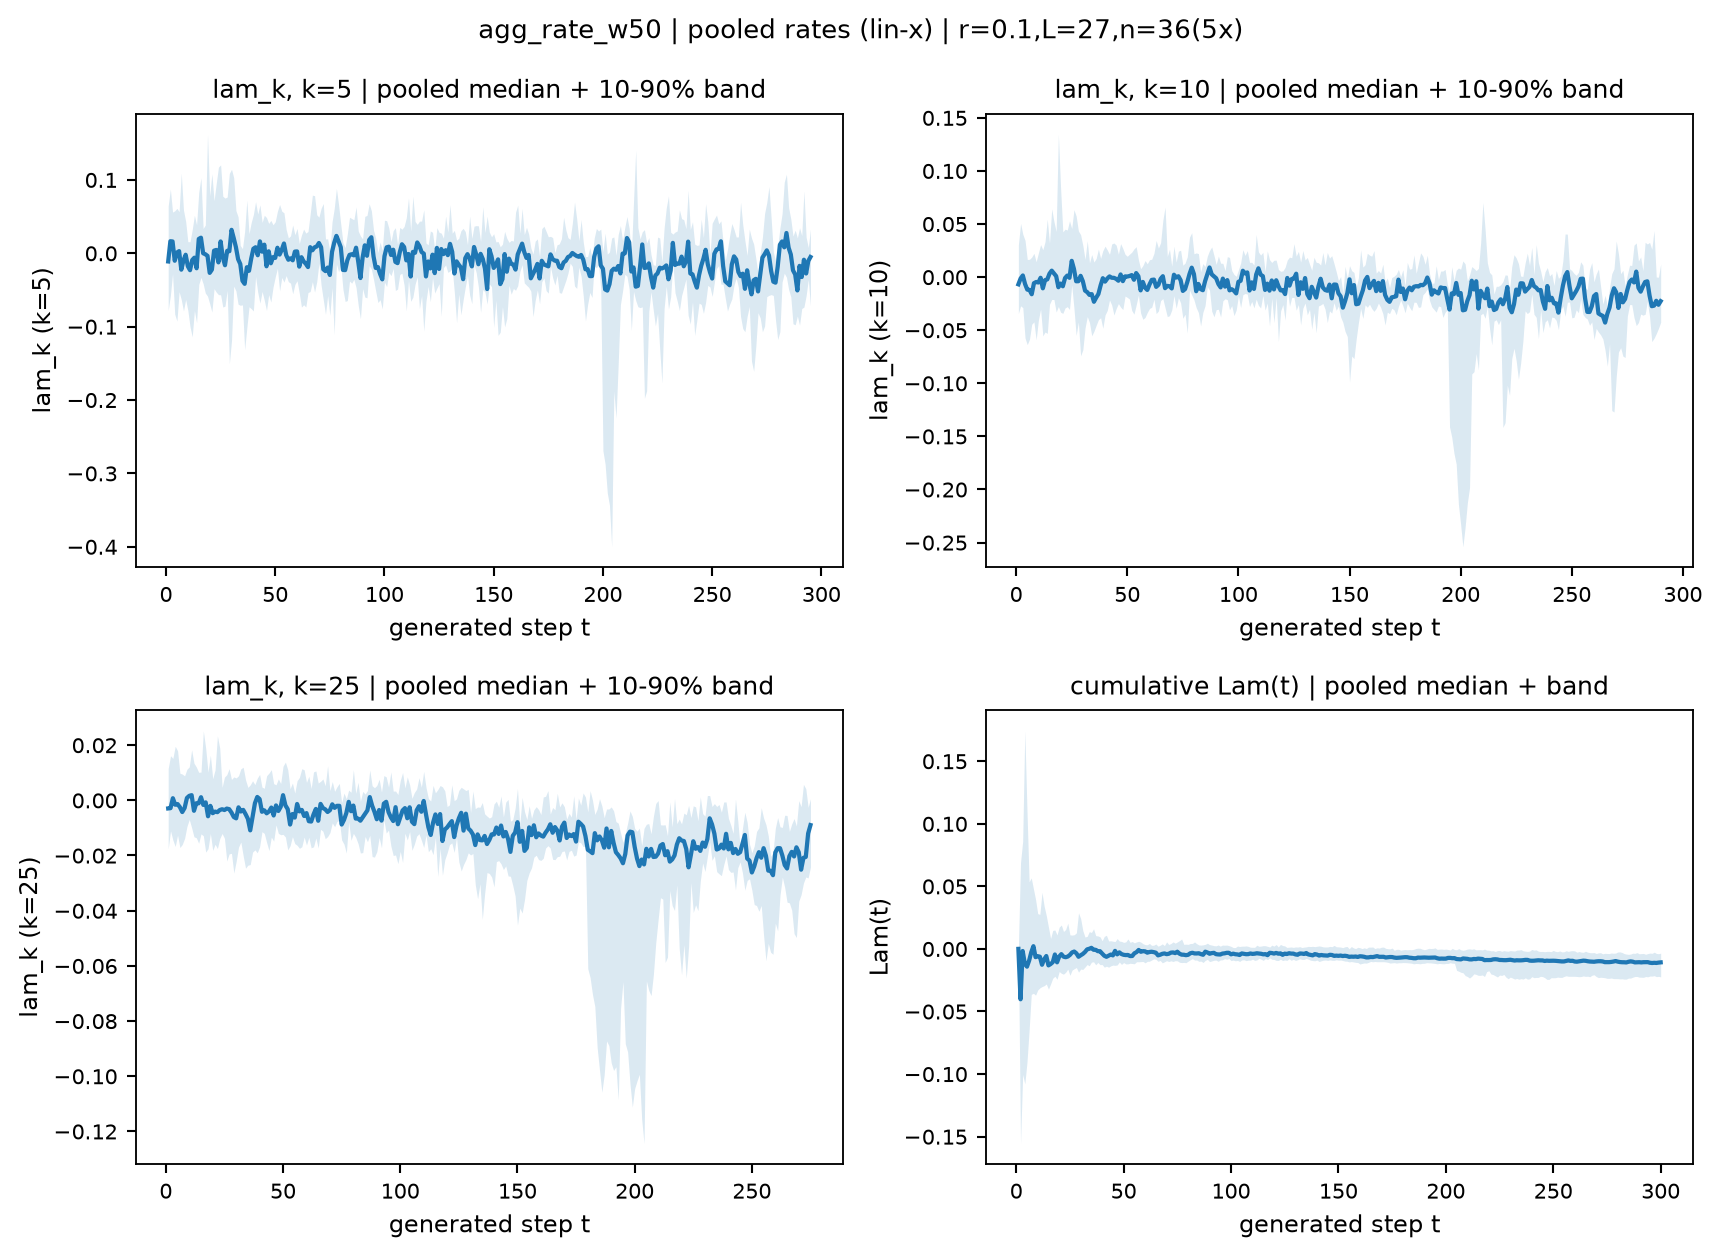 agg_rate_w50 | pooled rates (lin-x) | r=0.1,L=27,n=36(5x)
lam_k, k=5 | pooled median + 10-90% band
lam_k (k=5)
0.1
0.0
−0.1
−0.2
−0.3
−0.4
0 50 100 150 200 250 300
generated step t
lam_k, k=10 | pooled median + 10-90% band
lam_k (k=10)
0.15
0.10
0.05
0.00
−0.05
−0.10
−0.15
−0.20
−0.25
0 50 100 150 200 250 300
generated step t
lam_k, k=25 | pooled median + 10-90% band
lam_k (k=25)
0.02
0.00
−0.02
−0.04
−0.06
−0.08
−0.10
−0.12
0 50 100 150 200 250
generated step t
cumulative Lam(t) | pooled median + band
Lam(t)
0.15
0.10
0.05
0.00
−0.05
−0.10
−0.15
0 50 100 150 200 250 300
generated step t